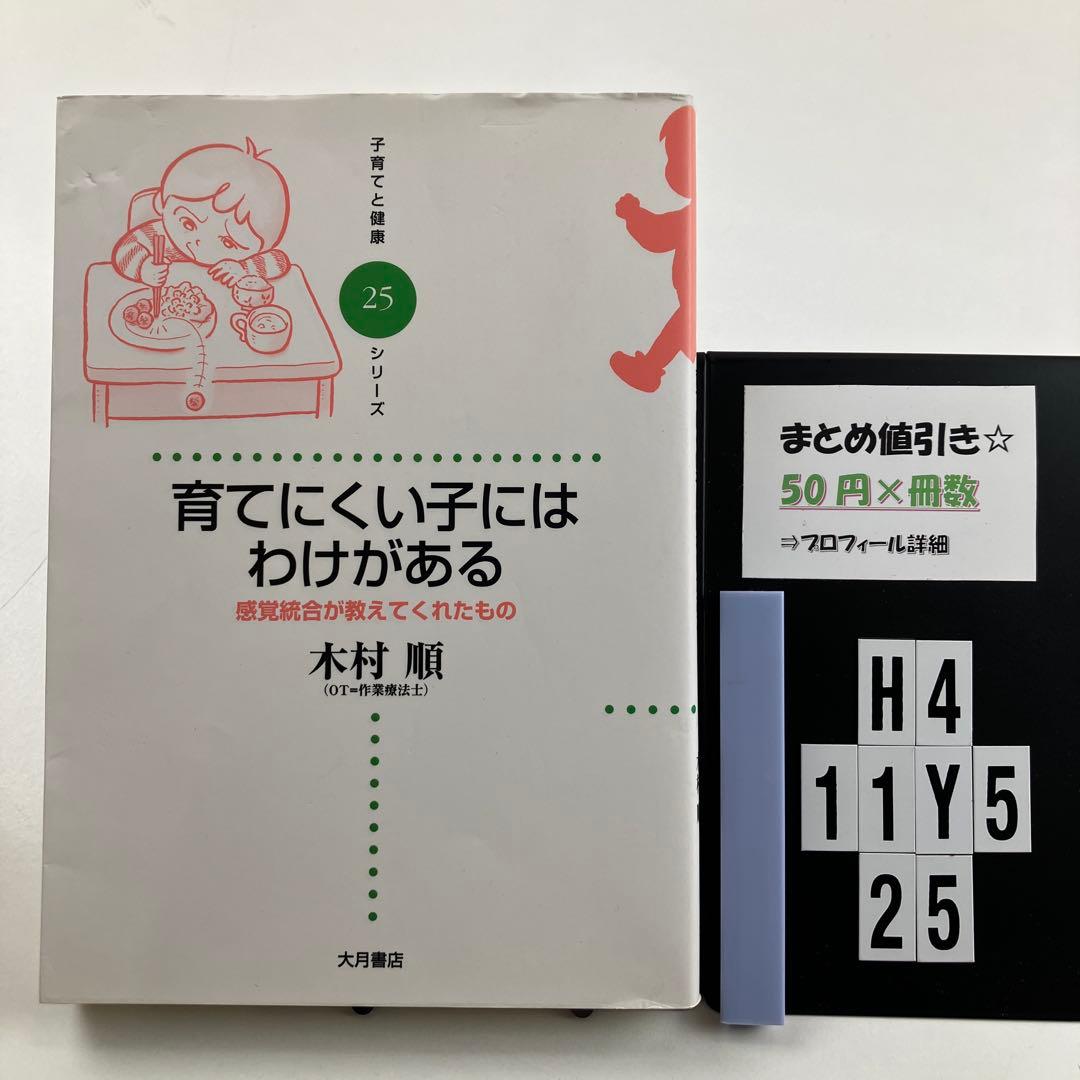 子育てと健康
25
シリーズ
育てにくい子には
わけがある
感覚統合が教えてくれたもの
木村 順
(OT=作業療法士)
大月書店
まとめ値引き☆
50円×冊数
⇒プロフィール詳細
H4
11Y5
25